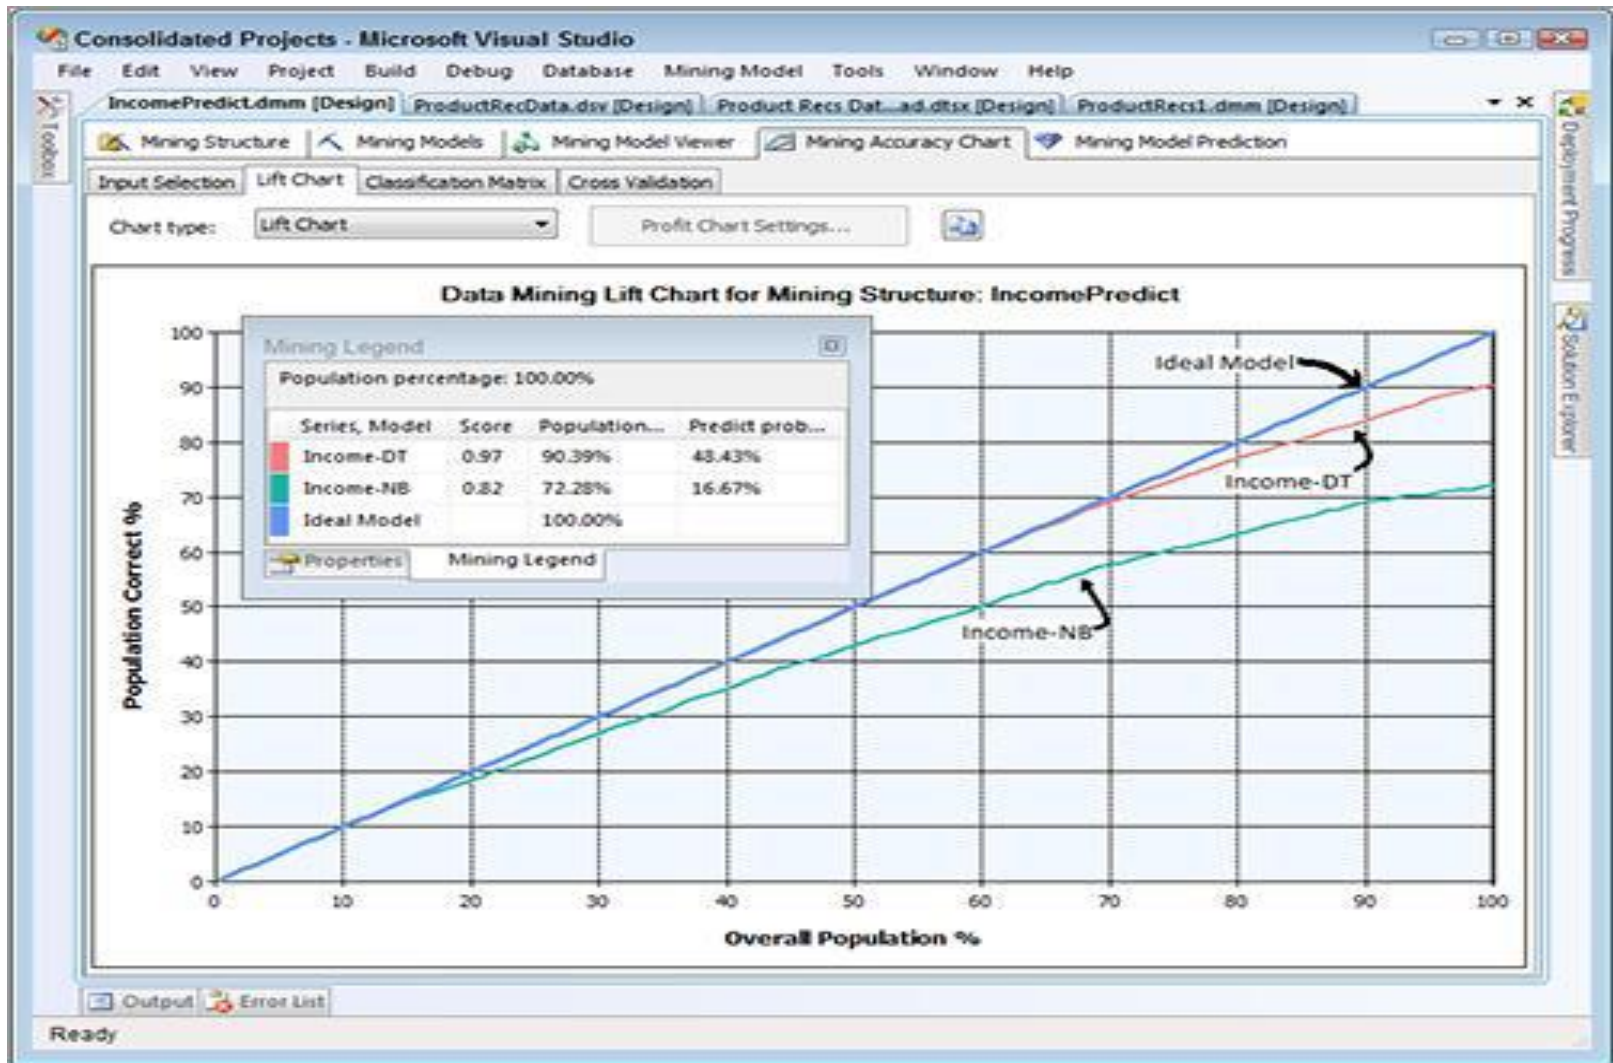 Consolidated Projects - Microsoft Visual Studio
File Edit View Project Build Debug Database Mining Model Tools Window Help
IncomePredict.dmm [Design] ProductRecData.dsv [Design] Product Recs Dat...ad.dtsx [Design] ProductRecs1.dmm [Design]
Toolbox
Mining Structure Mining Models Mining Model Viewer Mining Accuracy Chart Mining Model Prediction
Input Selection Lift Chart Classification Matrix Cross Validation
Chart type: Lift Chart Profit Chart Settings...
Deployment Progress
Solution Explorer
Data Mining Lift Chart for Mining Structure: IncomePredict
Mining Legend
Population percentage: 100.00%
Series, Model Score Population... Predict prob...
Income-DT 0.97 90.39% 48.43%
Income-NB 0.82 72.28% 16.67%
Ideal Model 100.00%
Properties Mining Legend
Ideal Model
Income-DT
Income-NB
Population Correct %
100
90
80
70
60
50
40
30
20
10
0
0 10 20 30 40 50 60 70 80 90 100
Overall Population %
Output Error List
Ready